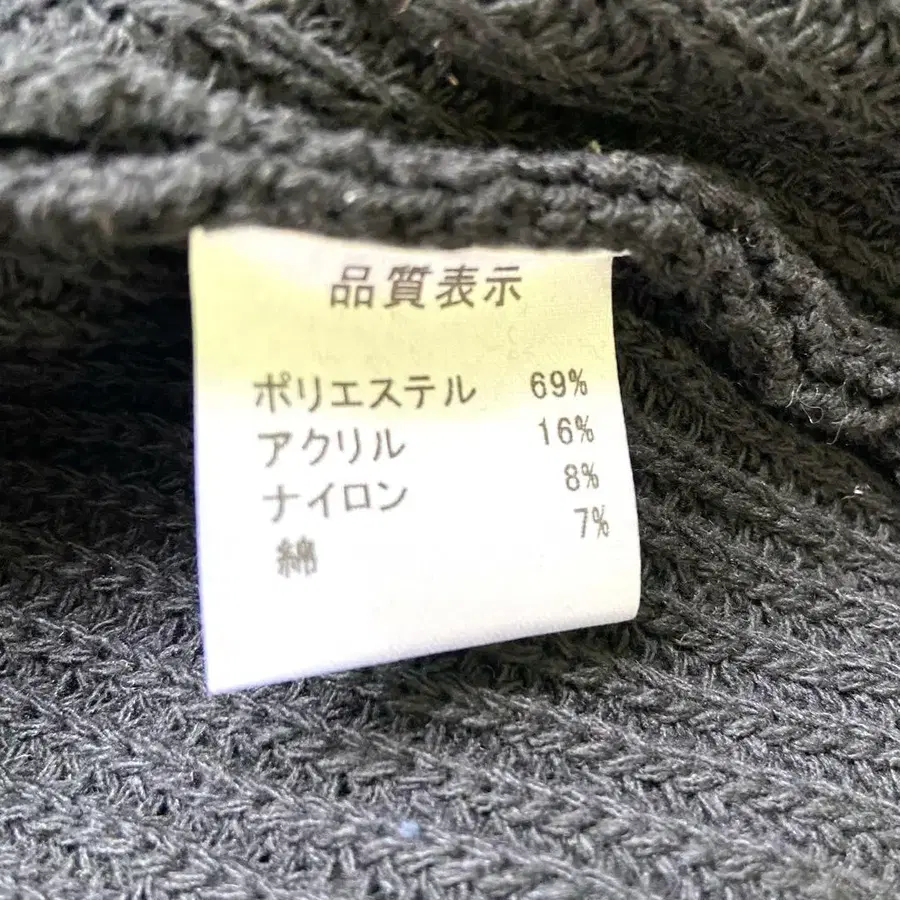 品質表示
ポリエステル 69%
アクリル 16%
ナイロン 8%
綿 7%